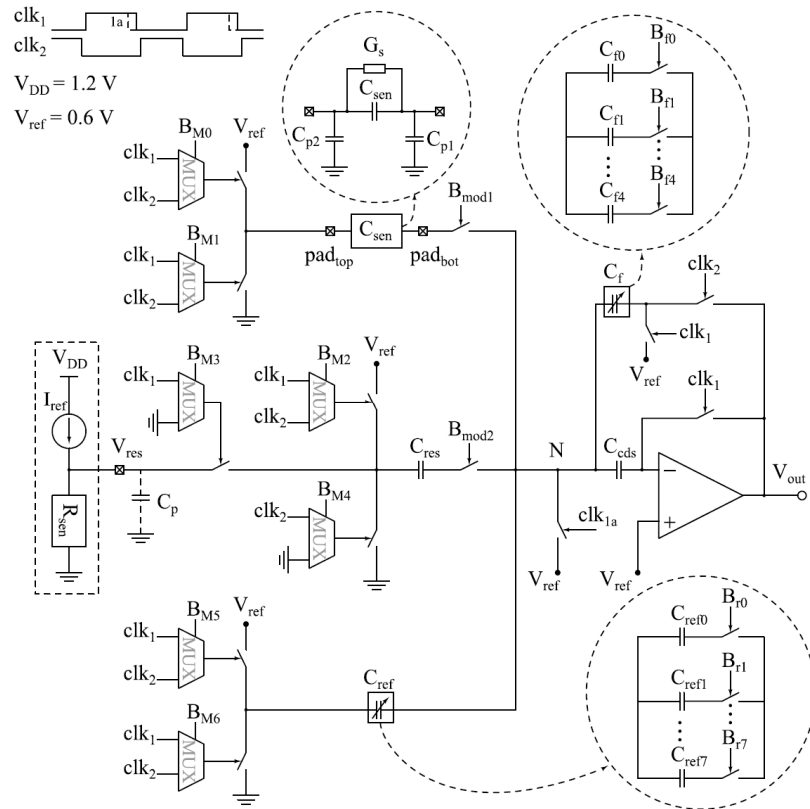 clk1
1a
clk2
VDD = 1.2 V
Vref = 0.6 V
Gs
Csen
Cp2
Cp1
Cf0
Bf0
Cf1
Bf1
Cf4
Bf4
BM0
Vref
clk1
MUX
clk2
BM1
clk1
MUX
clk2
Csen
padtop
padbot
Bmod1
Cf
clk2
clk1
Vref
VDD
Iref
Rsen
Vres
Cp
BM3
clk1
MUX
BM2
Vref
clk1
MUX
clk2
BM4
clk2
MUX
Cres
Bmod2
N
clk1a
Vref
clk1
Ccds
−
+
Vref
Vout
BM5
Vref
clk1
MUX
clk2
BM6
clk1
MUX
clk2
Cref
Cref0
Br0
Cref1
Br1
Cref7
Br7